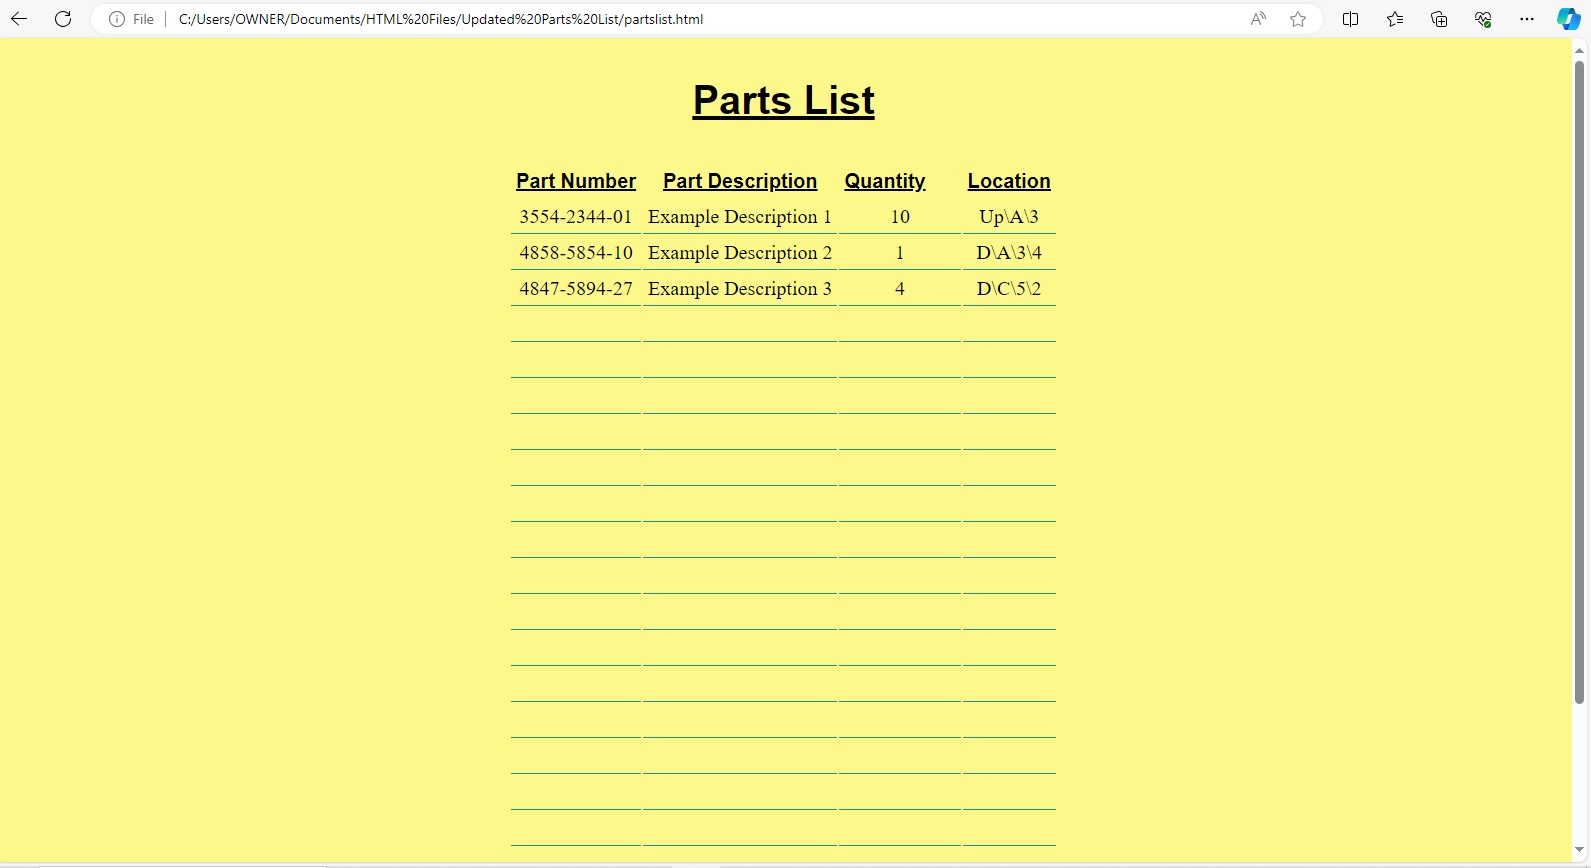 File C:/Users/OWNER/Documents/HTML%20Files/Updated%20Parts%20List/partslist.html
Parts List
Part Number Part Description Quantity Location
3554-2344-01 Example Description 1 10 Up\A\3
4858-5854-10 Example Description 2 1 D\A\3\4
4847-5894-27 Example Description 3 4 D\C\5\2